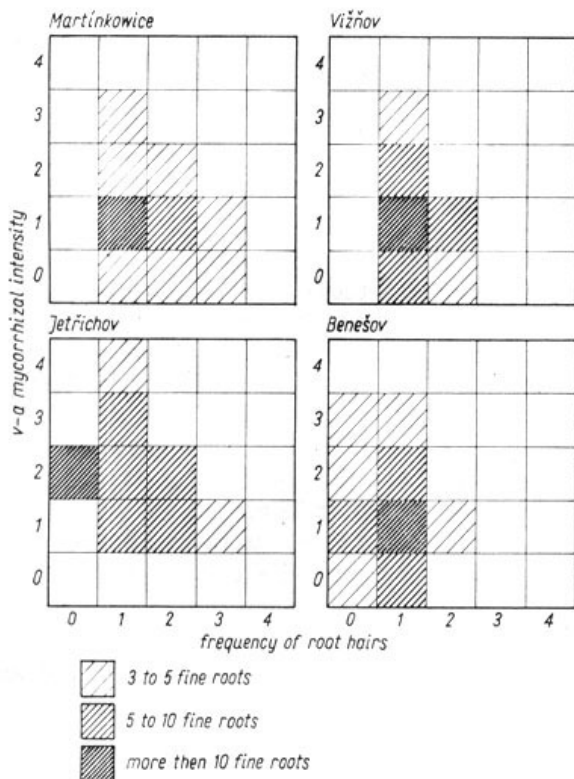 Martínkowice
Vižňov
4
3
2
1
0
4
3
2
1
0
Jetřichov
Benešov
4
3
2
1
0
4
3
2
1
0
v-a mycorrhizal intensity
0 1 2 3 4
0 1 2 3 4
frequency of root hairs
3 to 5 fine roots
5 to 10 fine roots
more then 10 fine roots